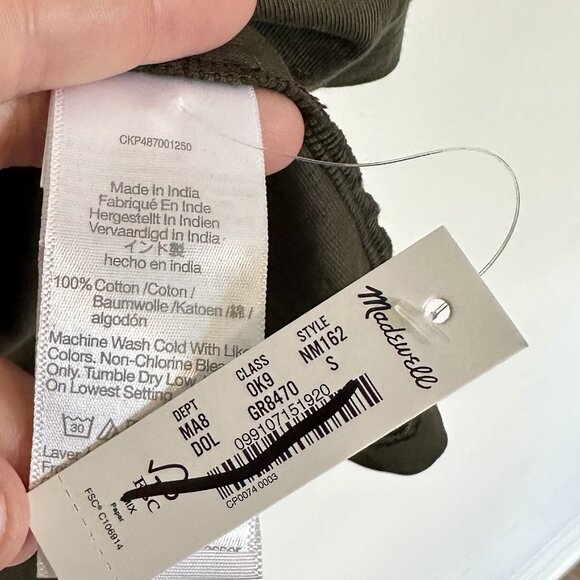 CKP487001250
Made In India
Fabriqué En Inde
Hergestellt In Indien
Vervaardigd In India
インド製
hecho en india
100% Cotton /Coton/
Baumwolle /Katoen /綿/
algodón
Machine Wash Cold With Like
Colors. Non-Chlorine
Only. Tumble Dry Low
On Lowest Setting
30
Madewell
DEPT CLASS STYLE
MA8 0K9 NM162
DOL GR8470 S
099107151920
CP0074 0003
FSC
MIX
Paper
FSC® C106914